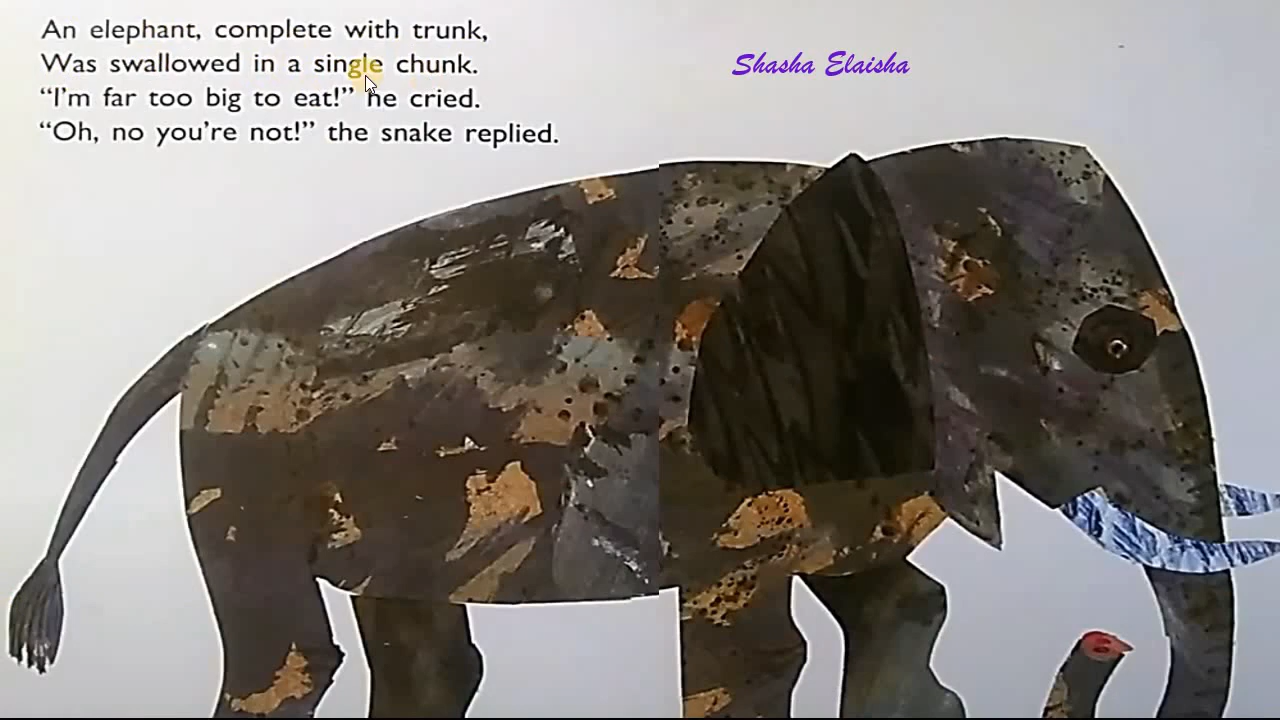 An elephant, complete with trunk,
Was swallowed in a single chunk.
“I’m far too big to eat!” he cried.
“Oh, no you’re not!” the snake replied.
Shasha Elaisha